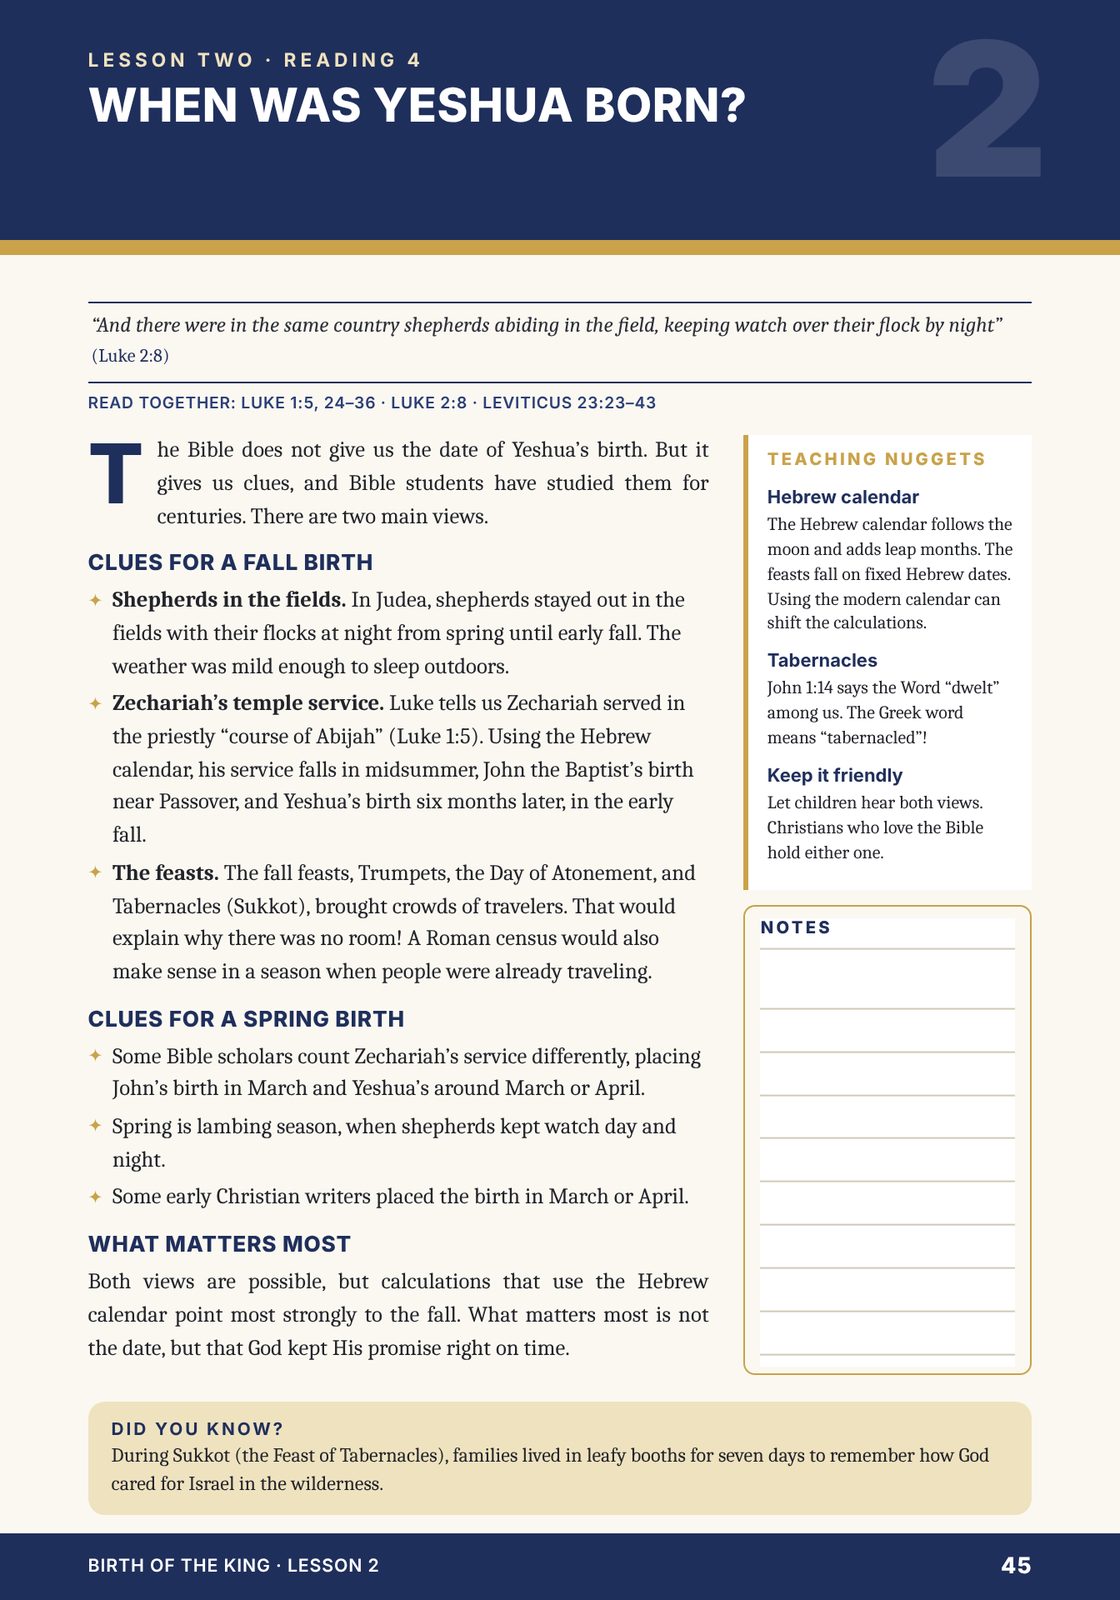 LESSON TWO · READING 4
WHEN WAS YESHUA BORN?
2
“And there were in the same country shepherds abiding in the field, keeping watch over their flock by night”
(Luke 2:8)
READ TOGETHER: LUKE 1:5, 24–36 · LUKE 2:8 · LEVITICUS 23:23–43
The Bible does not give us the date of Yeshua’s birth. But it
gives us clues, and Bible students have studied them for
centuries. There are two main views.
CLUES FOR A FALL BIRTH
✦ Shepherds in the fields. In Judea, shepherds stayed out in the
fields with their flocks at night from spring until early fall. The
weather was mild enough to sleep outdoors.
✦ Zechariah’s temple service. Luke tells us Zechariah served in
the priestly “course of Abijah” (Luke 1:5). Using the Hebrew
calendar, his service falls in midsummer, John the Baptist’s birth
near Passover, and Yeshua’s birth six months later, in the early
fall.
✦ The feasts. The fall feasts, Trumpets, the Day of Atonement, and
Tabernacles (Sukkot), brought crowds of travelers. That would
explain why there was no room! A Roman census would also
make sense in a season when people were already traveling.
CLUES FOR A SPRING BIRTH
✦ Some Bible scholars count Zechariah’s service differently, placing
John’s birth in March and Yeshua’s around March or April.
✦ Spring is lambing season, when shepherds kept watch day and
night.
✦ Some early Christian writers placed the birth in March or April.
WHAT MATTERS MOST
Both views are possible, but calculations that use the Hebrew
calendar point most strongly to the fall. What matters most is not
the date, but that God kept His promise right on time.
TEACHING NUGGETS
Hebrew calendar
The Hebrew calendar follows the
moon and adds leap months. The
feasts fall on fixed Hebrew dates.
Using the modern calendar can
shift the calculations.
Tabernacles
John 1:14 says the Word “dwelt”
among us. The Greek word
means “tabernacled”!
Keep it friendly
Let children hear both views.
Christians who love the Bible
hold either one.
NOTES
DID YOU KNOW?
During Sukkot (the Feast of Tabernacles), families lived in leafy booths for seven days to remember how God
cared for Israel in the wilderness.
BIRTH OF THE KING · LESSON 2
45